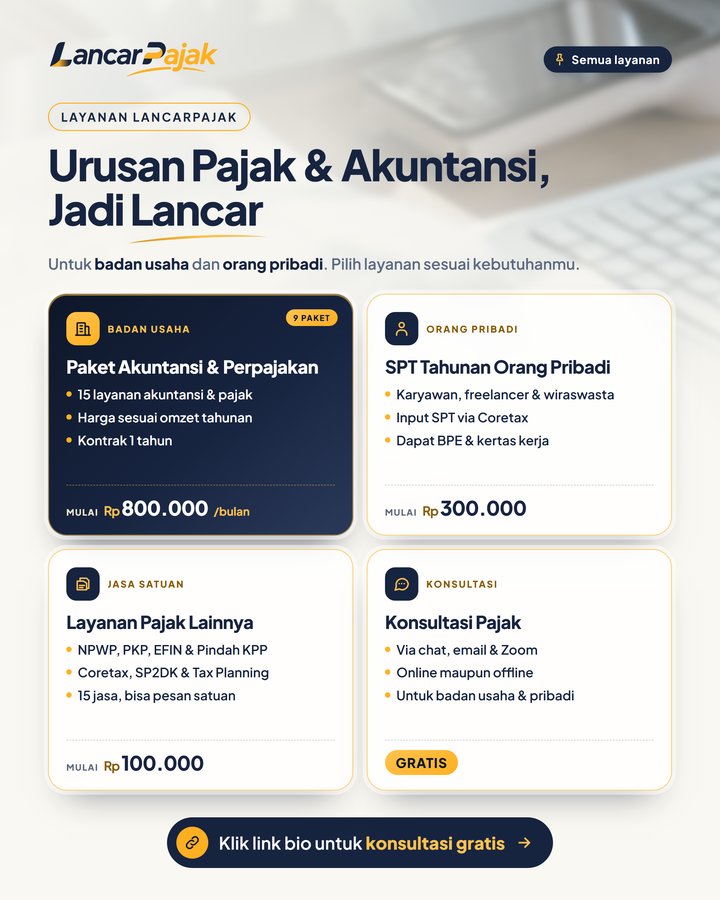 LancarPajak
Semua layanan
LAYANAN LANCARPAJAK
Urusan Pajak & Akuntansi,
Jadi Lancar
Untuk badan usaha dan orang pribadi. Pilih layanan sesuai kebutuhanmu.
BADAN USAHA
9 PAKET
Paket Akuntansi & Perpajakan
15 layanan akuntansi & pajak
Harga sesuai omzet tahunan
Kontrak 1 tahun
MULAI Rp 800.000 /bulan
ORANG PRIBADI
SPT Tahunan Orang Pribadi
Karyawan, freelancer & wiraswasta
Input SPT via Coretax
Dapat BPE & kertas kerja
MULAI Rp 300.000
JASA SATUAN
Layanan Pajak Lainnya
NPWP, PKP, EFIN & Pindah KPP
Coretax, SP2DK & Tax Planning
15 jasa, bisa pesan satuan
MULAI Rp 100.000
KONSULTASI
Konsultasi Pajak
Via chat, email & Zoom
Online maupun offline
Untuk badan usaha & pribadi
GRATIS
Klik link bio untuk konsultasi gratis →